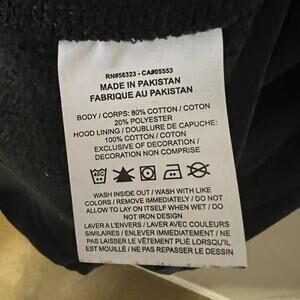 RN#56323 - CA#05553
MADE IN PAKISTAN
FABRIQUE AU PAKISTAN
BODY / CORPS: 80% COTTON / COTON
20% POLYESTER
HOOD LINING / DOUBLURE DE CAPUCHE:
100% COTTON / COTON
EXCLUSIVE OF DECORATION /
DECORATION NON COMPRISE
WASH INSIDE OUT / WASH WITH LIKE
COLORS / REMOVE IMMEDIATELY / DO NOT
ALLOW TO LAY ON ITSELF WHEN WET / DO
NOT IRON DESIGN
LAVER A L'ENVERS / LAVER AVEC COULEURS
SIMILAIRES / ENLEVER IMMEDIATEMENT / NE
PAS LAISSER LE VÊTEMENT PLIÉ LORSQU'IL
EST MOUILLÉ / NE PAS REPASSER LE DESSIN